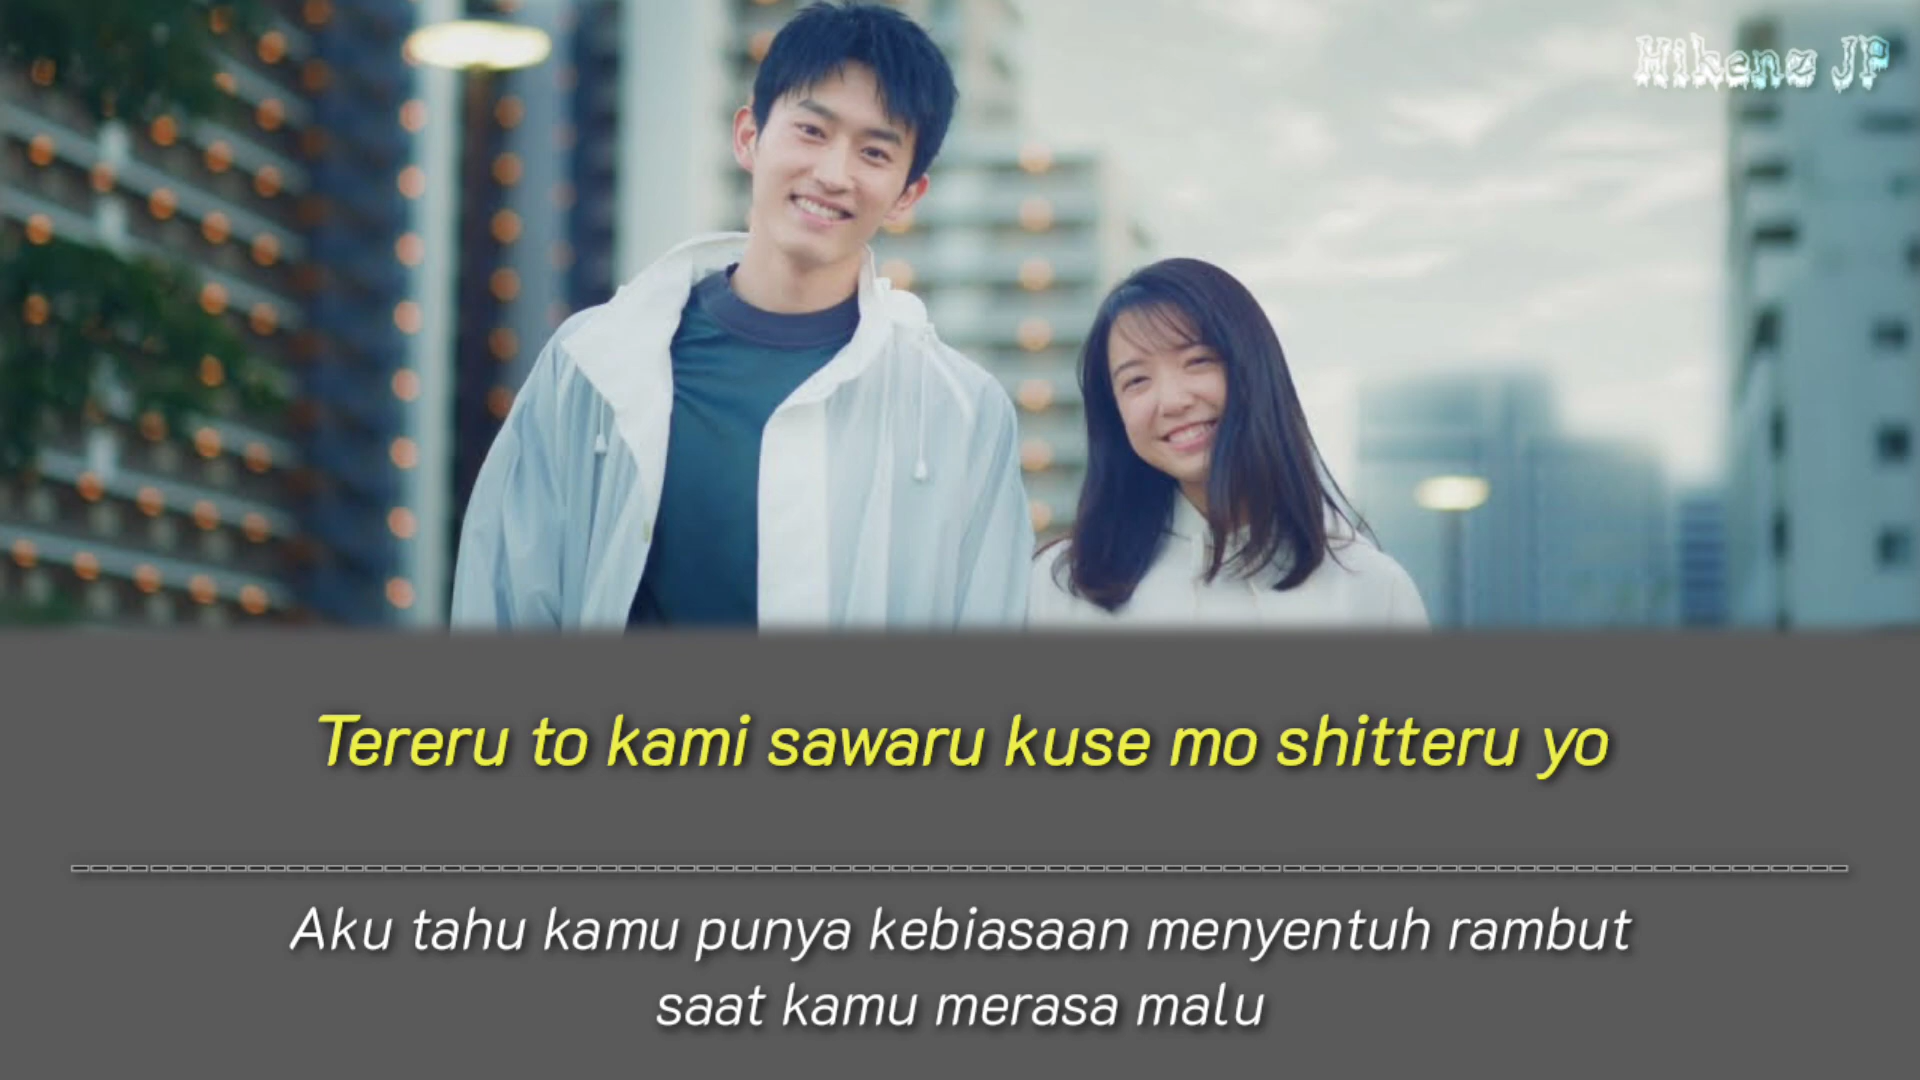 Hikenz JP
Tereru to kami sawaru kuse mo shitteru yo
Aku tahu kamu punya kebiasaan menyentuh rambut
saat kamu merasa malu